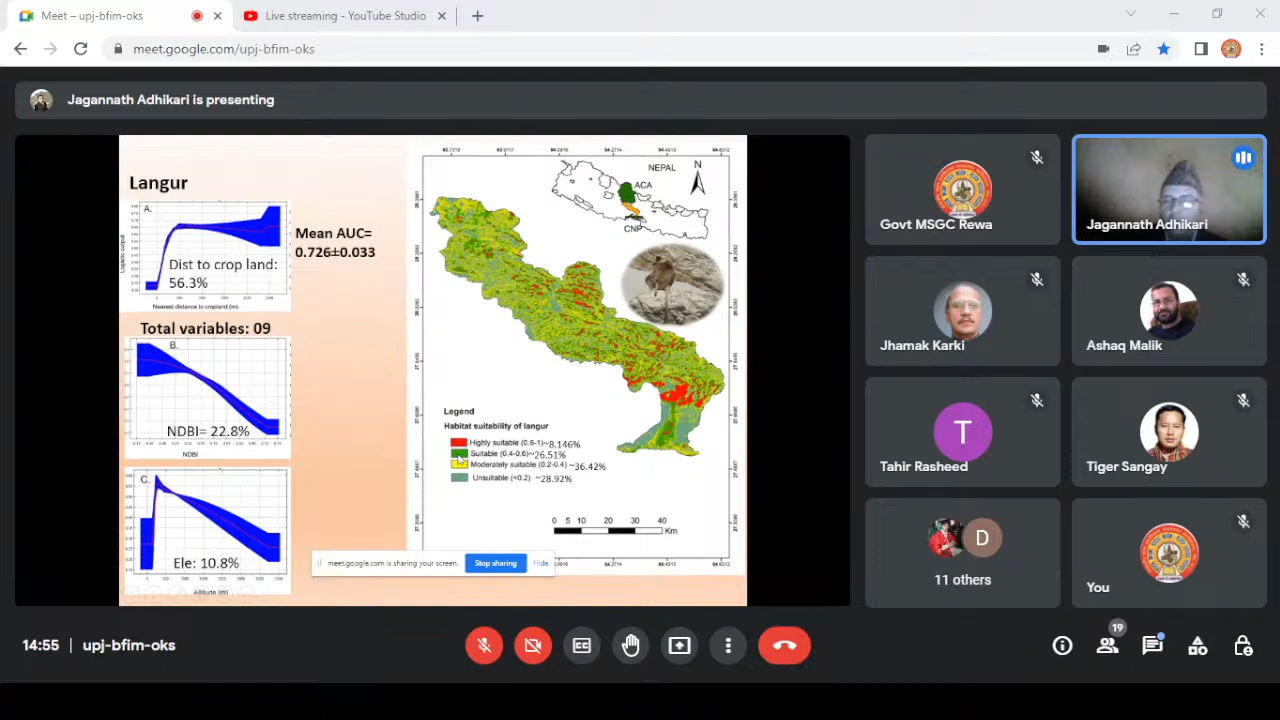 Meet – upj-bfim-oks
Live streaming - YouTube Studio
meet.google.com/upj-bfim-oks
Jagannath Adhikari is presenting
Langur
A.
Mean AUC=
0.726±0.033
Dist to crop land:
56.3%
Nearest distance to cropland (m)
Total variables: 09
B.
NDBI= 22.8%
NDBI
C.
Ele: 10.8%
Altitude (m)
NEPAL
N
ACA
CNP
Legend
Habitat suitability of langur
Highly suitable (0.6-1)~8.146%
Suitable (0.4-0.6)~26.51%
Moderately suitable (0.2-0.4)~36.42%
Unsuitable (<0.2)~28.92%
0 5 10 20 30 40
Km
meet.google.com is sharing your screen.
Stop sharing
Hide
Govt MSGC Rewa
Jagannath Adhikari
Jhamak Karki
Ashaq Malik
T
Tahir Rasheed
Tiger Sangay
D
11 others
You
14:55 | upj-bfim-oks
19